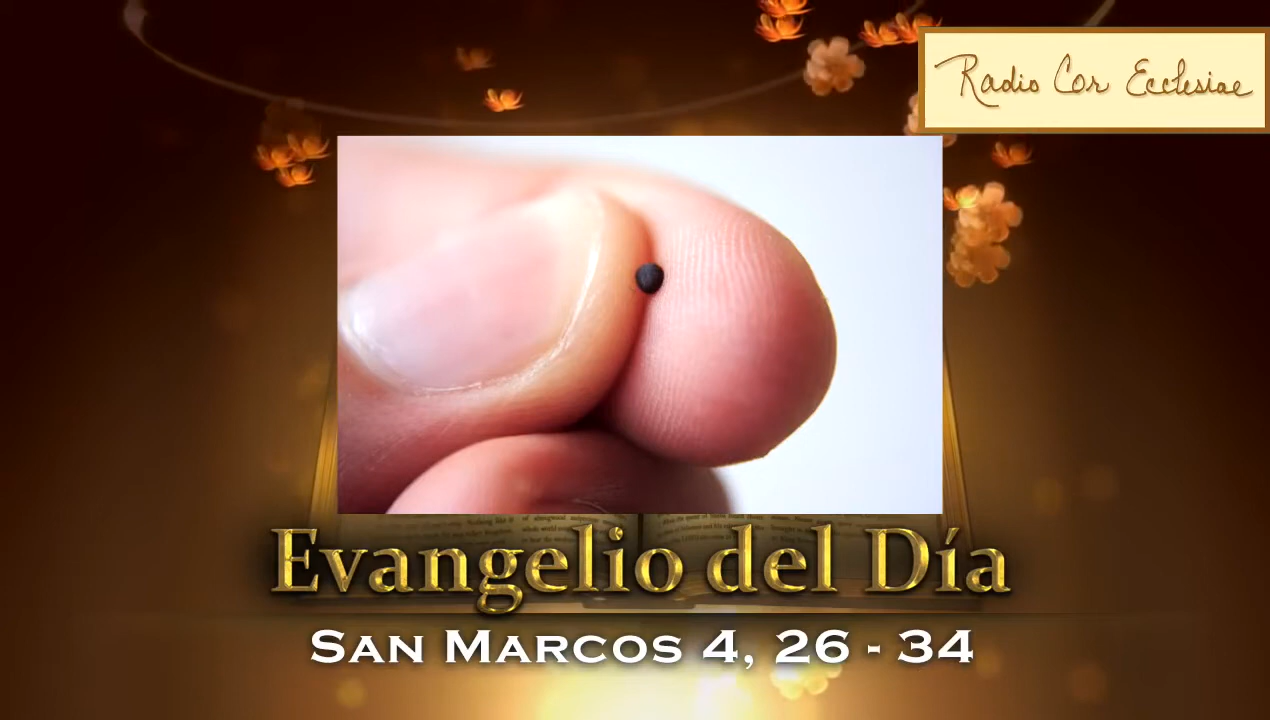 Radio Cor Ecclesiae
Evangelio del Día
San Marcos 4, 26 - 34